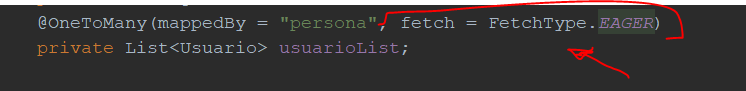 @OneToMany(mappedBy = "persona", fetch = FetchType.EAGER)
private List<Usuario> usuarioList;